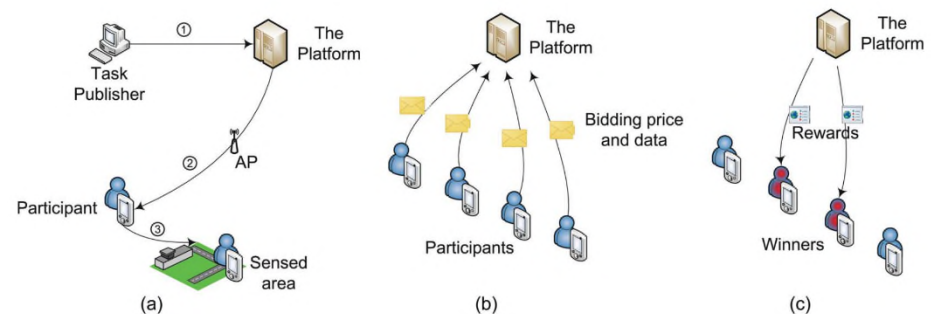 ①
The
Platform
Task
Publisher
②
AP
Participant
③
Sensed
area
(a)
The
Platform
Bidding price
and data
Participants
(b)
The
Platform
Rewards
Winners
(c)